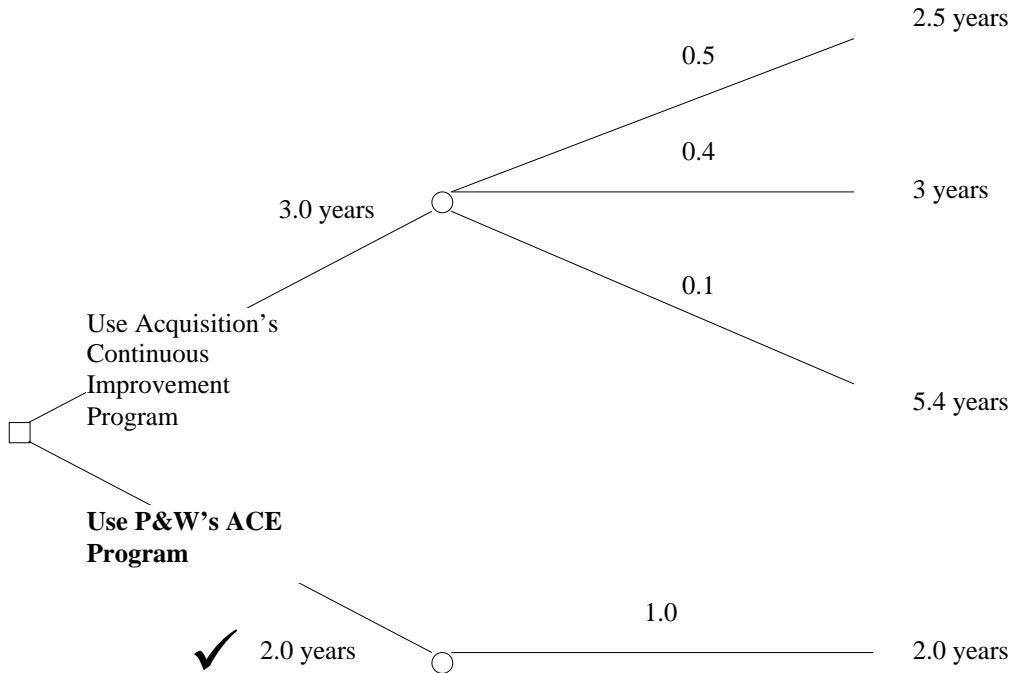 2.5 years
0.5
0.4
3 years
3.0 years
0.1
Use Acquisition’s
Continuous
Improvement
Program
5.4 years
Use P&W’s ACE
Program
1.0
2.0 years
2.0 years